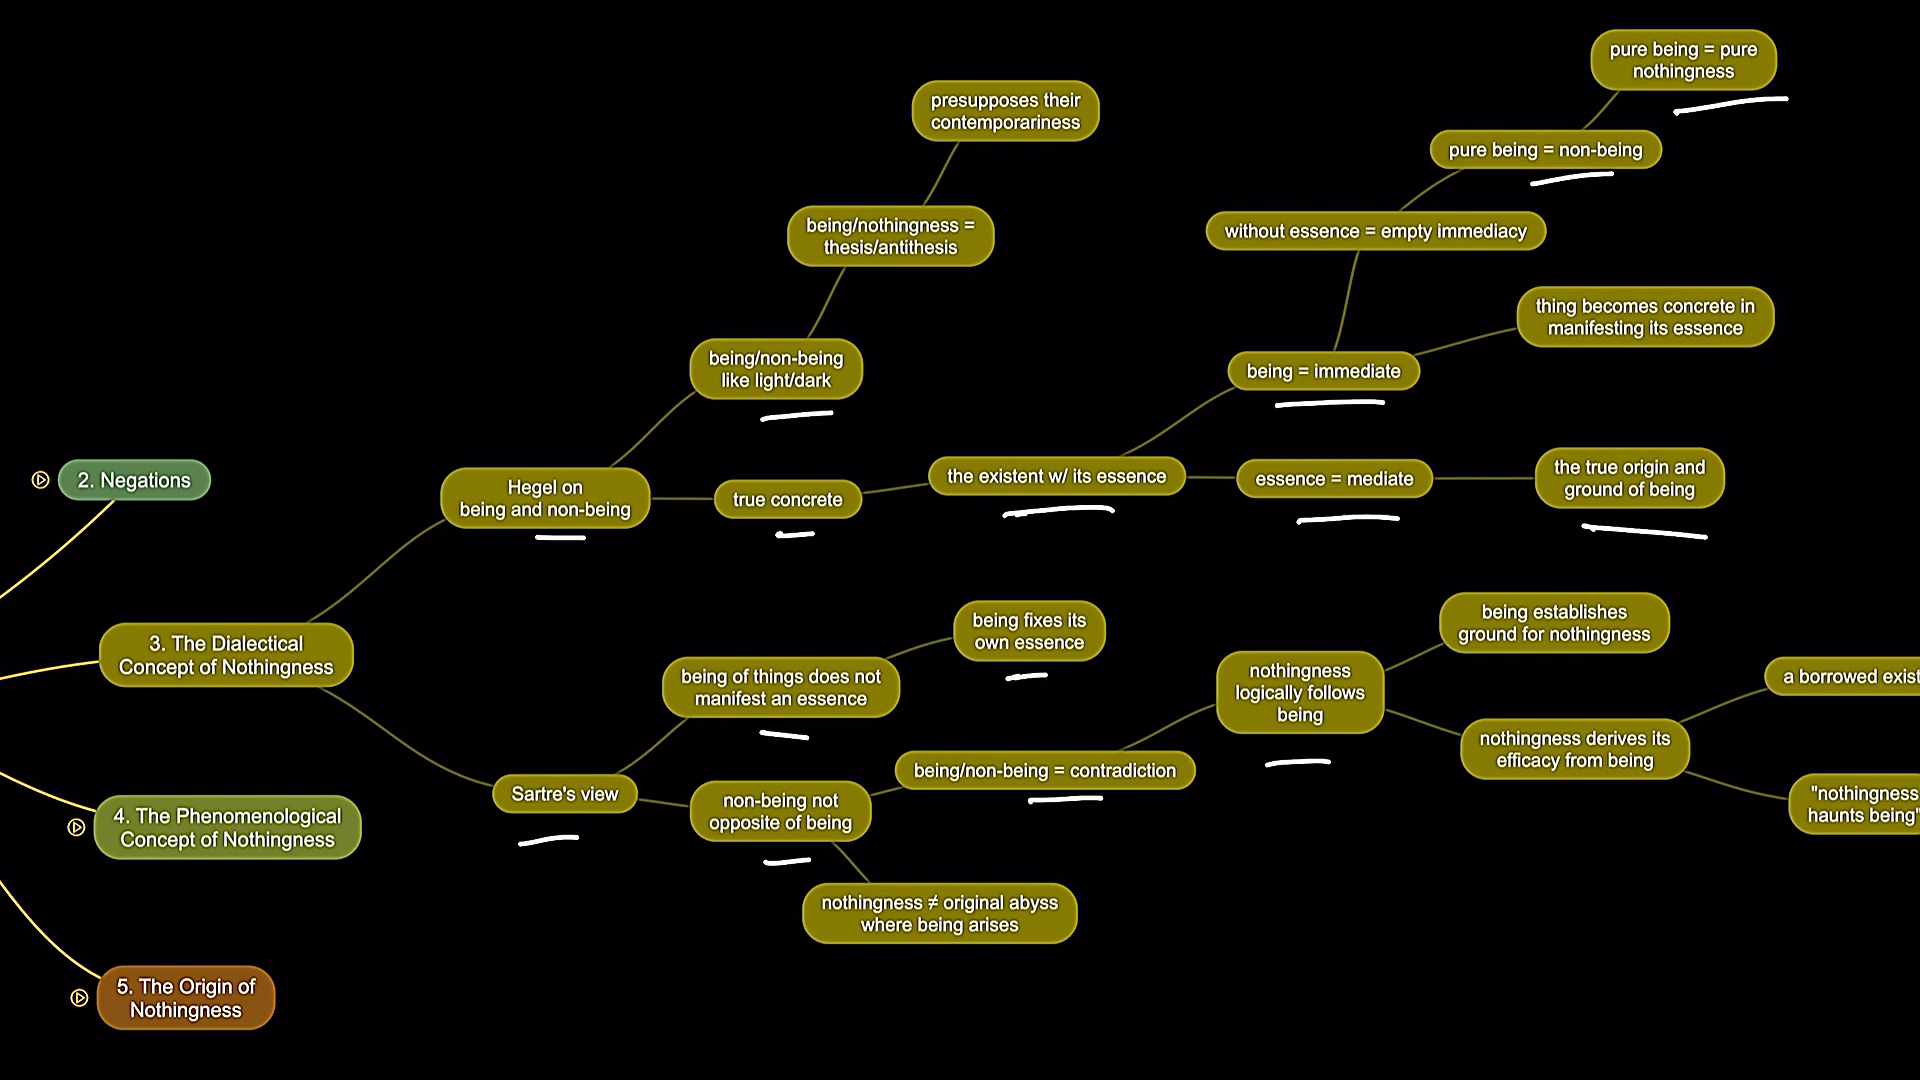 2. Negations
3. The Dialectical
Concept of Nothingness
4. The Phenomenological
Concept of Nothingness
5. The Origin of
Nothingness
Hegel on
being and non-being
being/non-being
like light/dark
being/nothingness =
thesis/antithesis
presupposes their
contemporariness
true concrete
the existent w/ its essence
being = immediate
without essence = empty immediacy
pure being = non-being
pure being = pure
nothingness
thing becomes concrete in
manifesting its essence
essence = mediate
the true origin and
ground of being
Sartre's view
being of things does not
manifest an essence
being fixes its
own essence
non-being not
opposite of being
being/non-being = contradiction
nothingness
logically follows
being
being establishes
ground for nothingness
nothingness derives its
efficacy from being
a borrowed exist
"nothingness
haunts being"
nothingness ≠ original abyss
where being arises